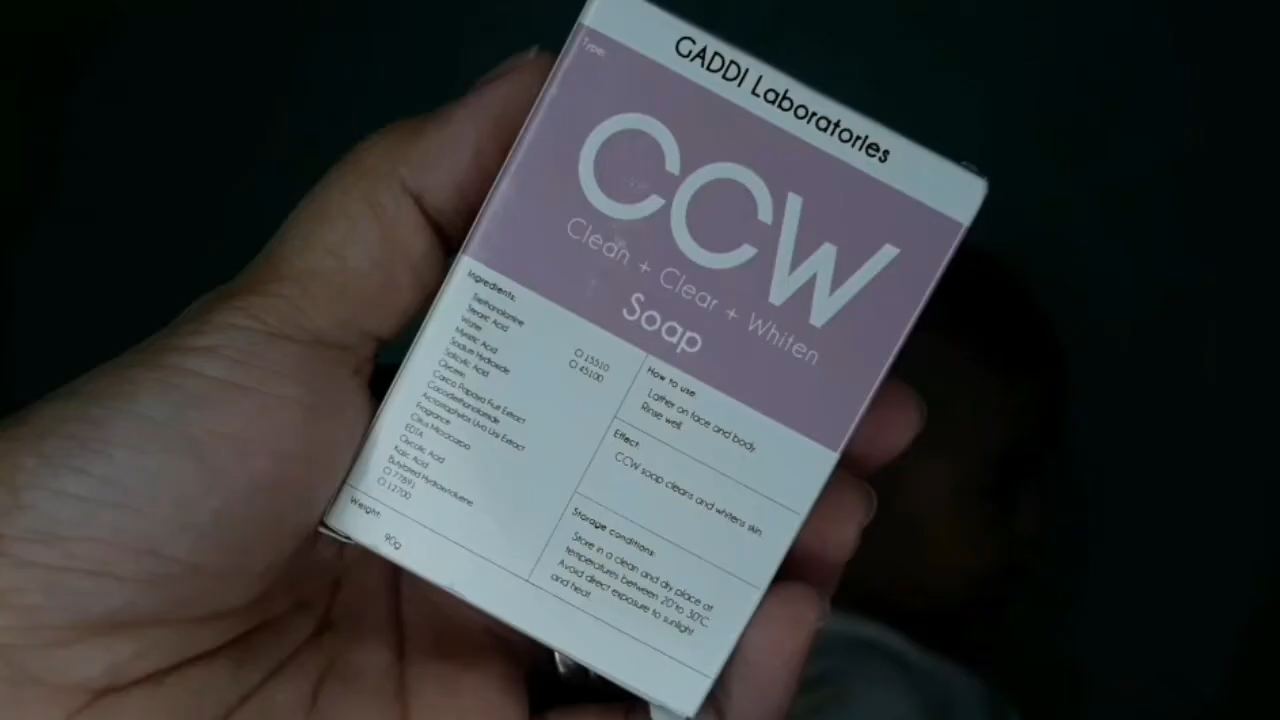 GADDI Laboratories
Type:
CCW
Clean + Clear + Whiten
Soap
Ingredients:
Triethanolamine
Stearic Acid
Water
Myristic Acid
Sodium Hydroxide
Salicylic Acid
Glycerin
Carica Papaya Fruit Extract
Cocodiethanolamide
Arctostaphylos Uva Ursi Extract
Fragrance
Citrus Microcarpa
EDTA
Glycolic Acid
Kojic Acid
Butylated Hydroxytoluene
CI 77891
CI 12700
CI 15510
CI 45100
Weight:
90g
How to use:
Lather on face and body.
Rinse well.
Effect:
CCW soap cleans and whitens skin.
Storage conditions:
Store in a clean and dry place at
temperatures between 20°to 30°C.
Avoid direct exposure to sunlight
and heat.